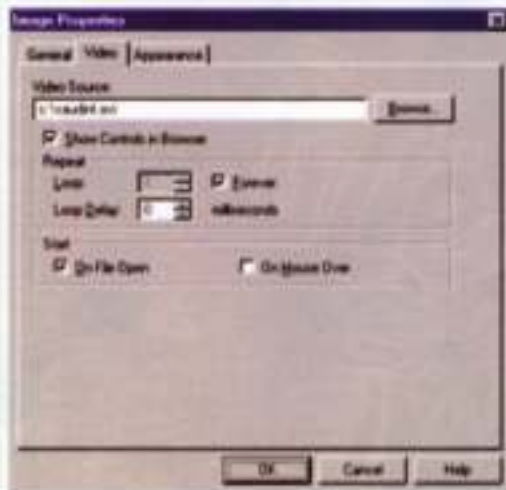 Image Properties
General Video Appearance
Video Source:
Browse...
Show Controls in Browser
Repeat
Loop: Forever
Loop Delay: 0 milliseconds
Start
On File Open On Mouse Over
OK Cancel Help